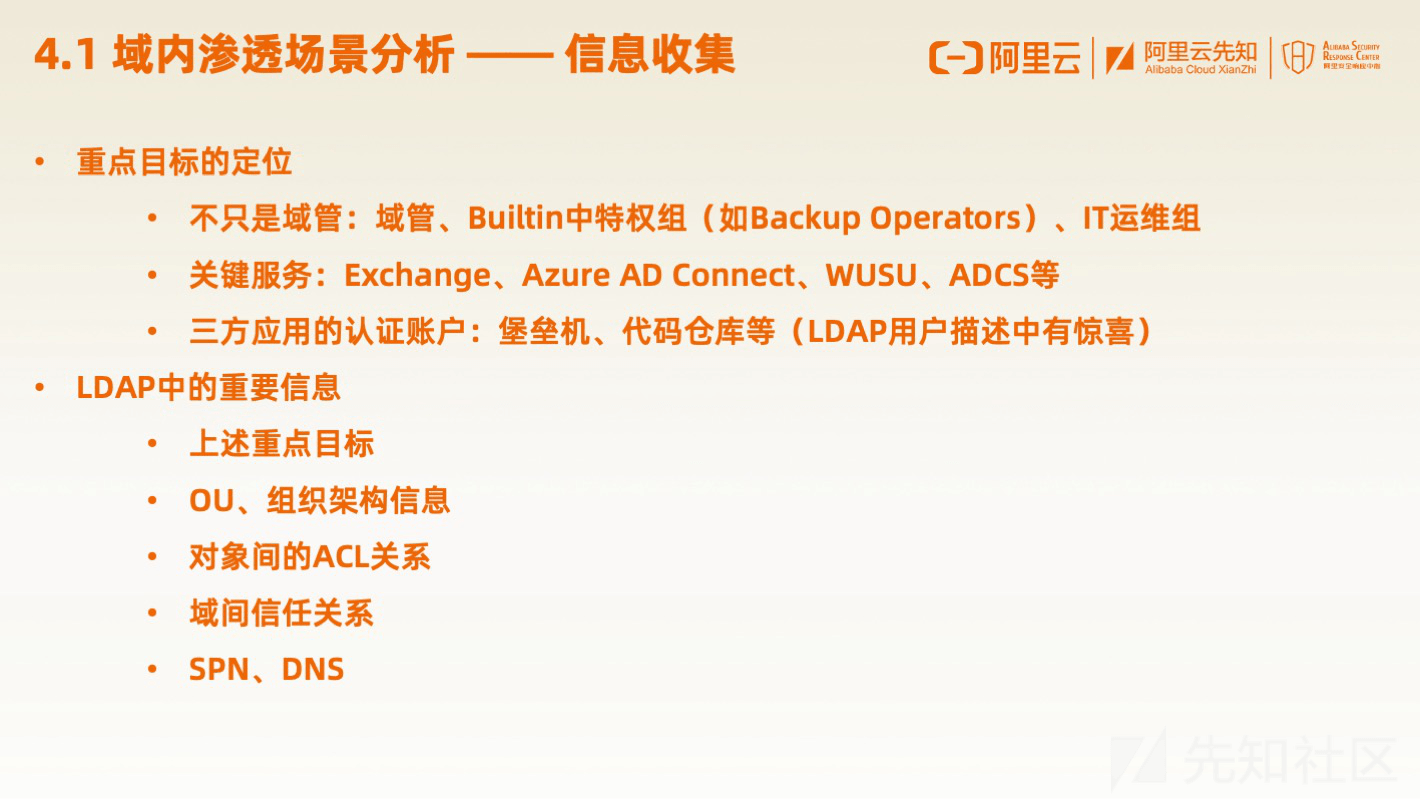 4.1 域内渗透场景分析 —— 信息收集
阿里云
阿里云先知
Alibaba Cloud XianZhi
ALIBABA SECURITY
RESPONSE CENTER
阿里安全响应中心
• 重点目标的定位
• 不只是域管：域管、Builtin中特权组（如Backup Operators）、IT运维组
• 关键服务：Exchange、Azure AD Connect、WUSU、ADCS等
• 三方应用的认证账户：堡垒机、代码仓库等（LDAP用户描述中有惊喜）
• LDAP中的重要信息
• 上述重点目标
• OU、组织架构信息
• 对象间的ACL关系
• 域间信任关系
• SPN、DNS
先知社区